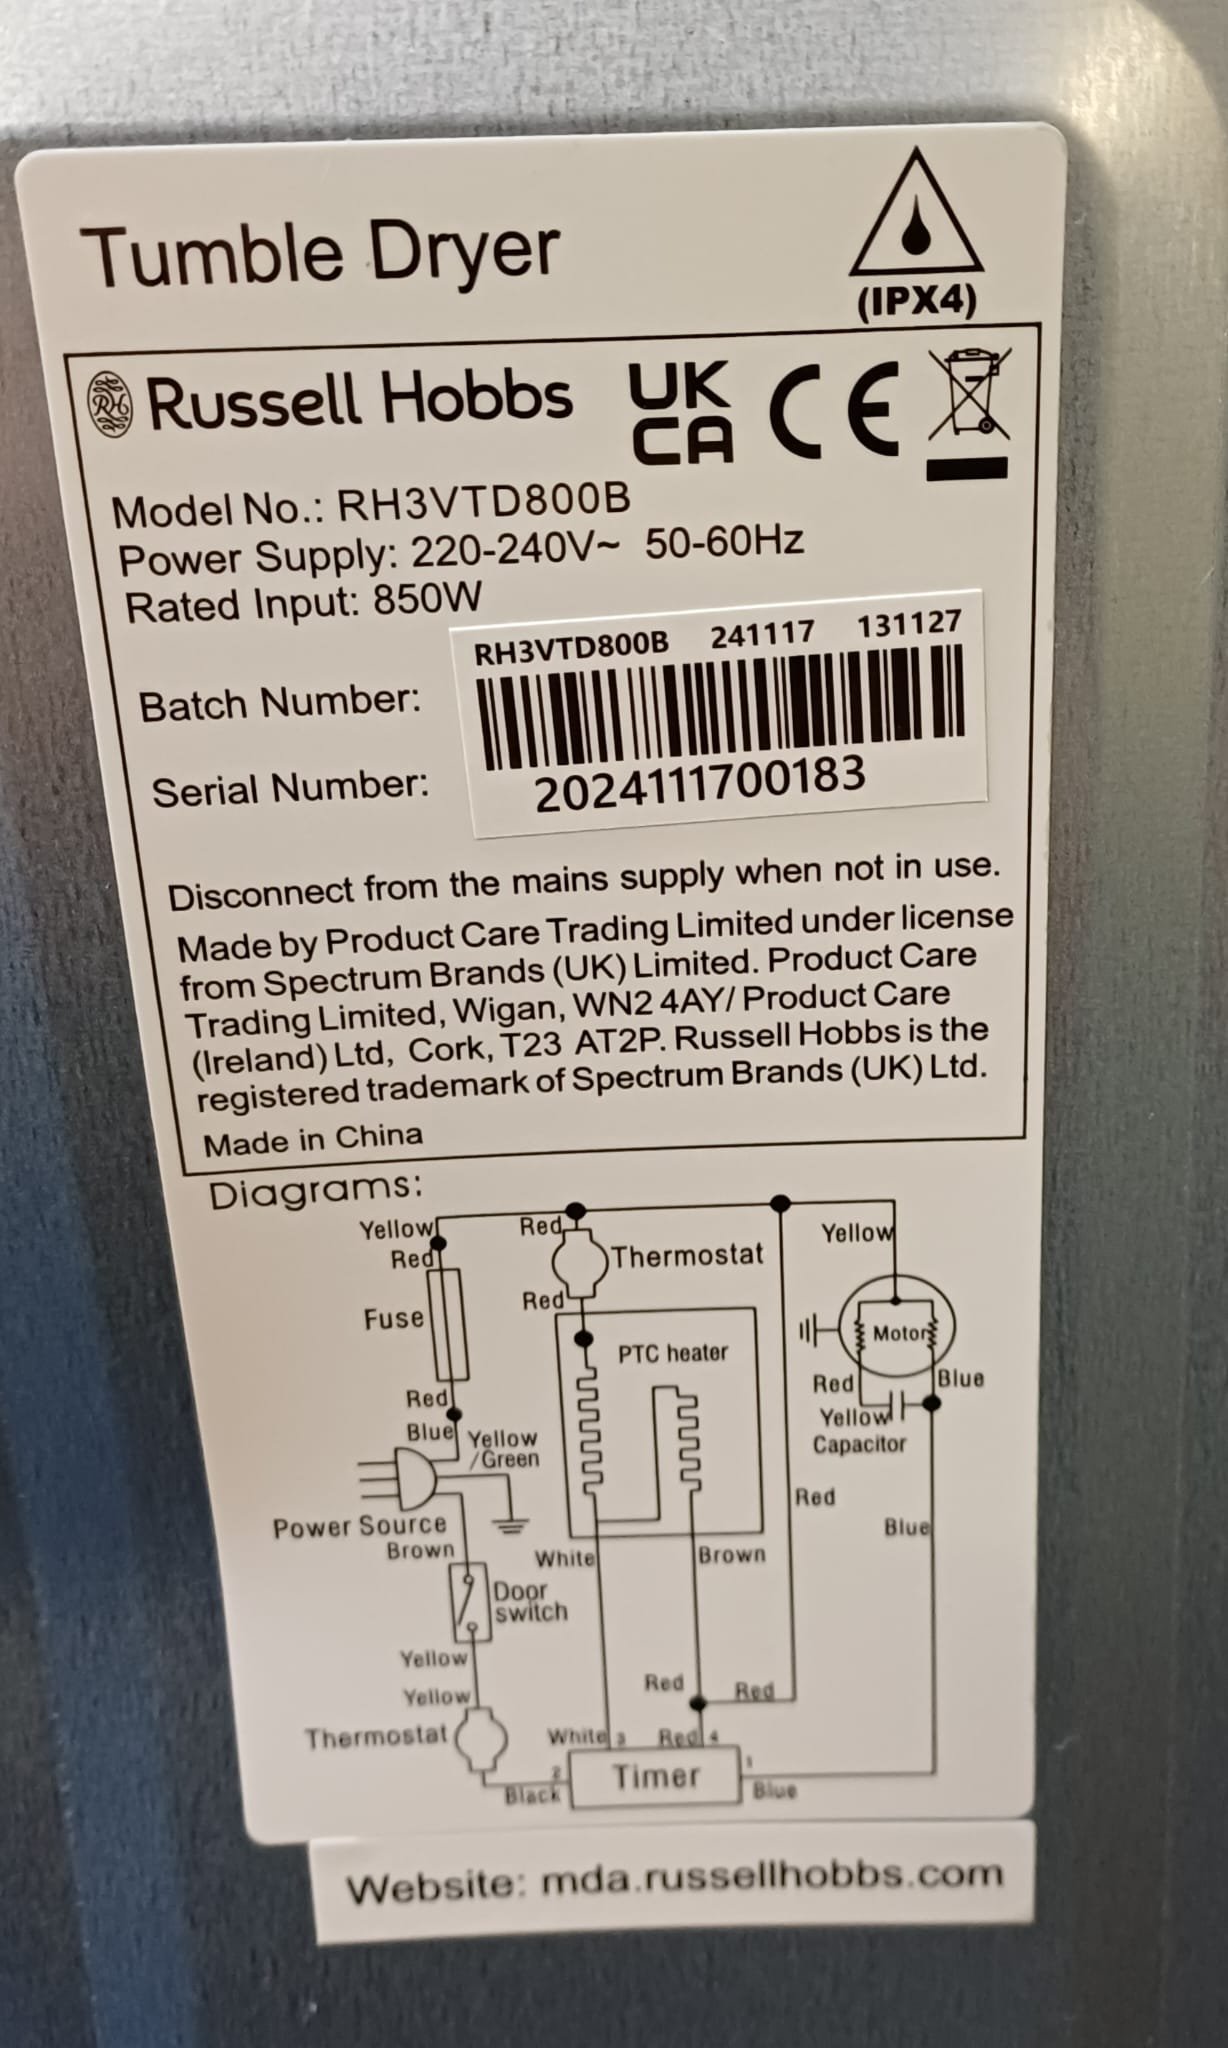 Tumble Dryer
(IPX4)
RH Russell Hobbs UK CA CE
Model No.: RH3VTD800B
Power Supply: 220-240V~ 50-60Hz
Rated Input: 850W
RH3VTD800B 241117 131127
Batch Number:
Serial Number: 2024111700183
Disconnect from the mains supply when not in use.
Made by Product Care Trading Limited under license
from Spectrum Brands (UK) Limited. Product Care
Trading Limited, Wigan, WN2 4AY/ Product Care
(Ireland) Ltd, Cork, T23 AT2P. Russell Hobbs is the
registered trademark of Spectrum Brands (UK) Ltd.
Made in China
Diagrams:
Yellow Red Yellow
Red Thermostat
Red
Fuse
PTC heater Motor
Red Red Blue
Blue Yellow Yellow
/Green Capacitor
Red
Power Source Blue
Brown White Brown
Door
switch
Yellow
Yellow Red Red
Thermostat White 3 Red 4
2 Timer 1
Black Blue
Website: mda.russellhobbs.com